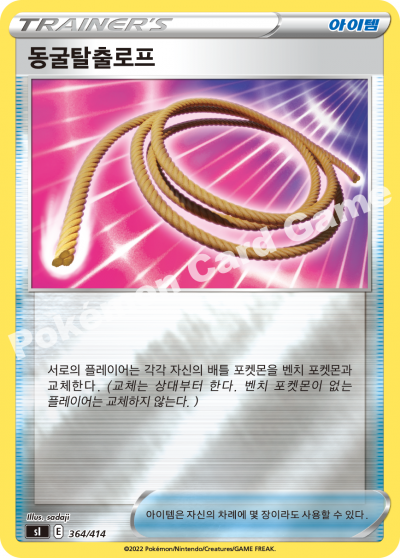 TRAINER'S 아이템
동굴탈출로프
Pokémon Card Game
서로의 플레이어는 각각 자신의 배틀 포켓몬을 벤치 포켓몬과
교체한다. (교체는 상대부터 한다. 벤치 포켓몬이 없는
플레이어는 교체하지 않는다. )
Illus. sadaji
sI E 364/414
아이템은 자신의 차례에 몇 장이라도 사용할 수 있다.
©2022 Pokémon/Nintendo/Creatures/GAME FREAK.